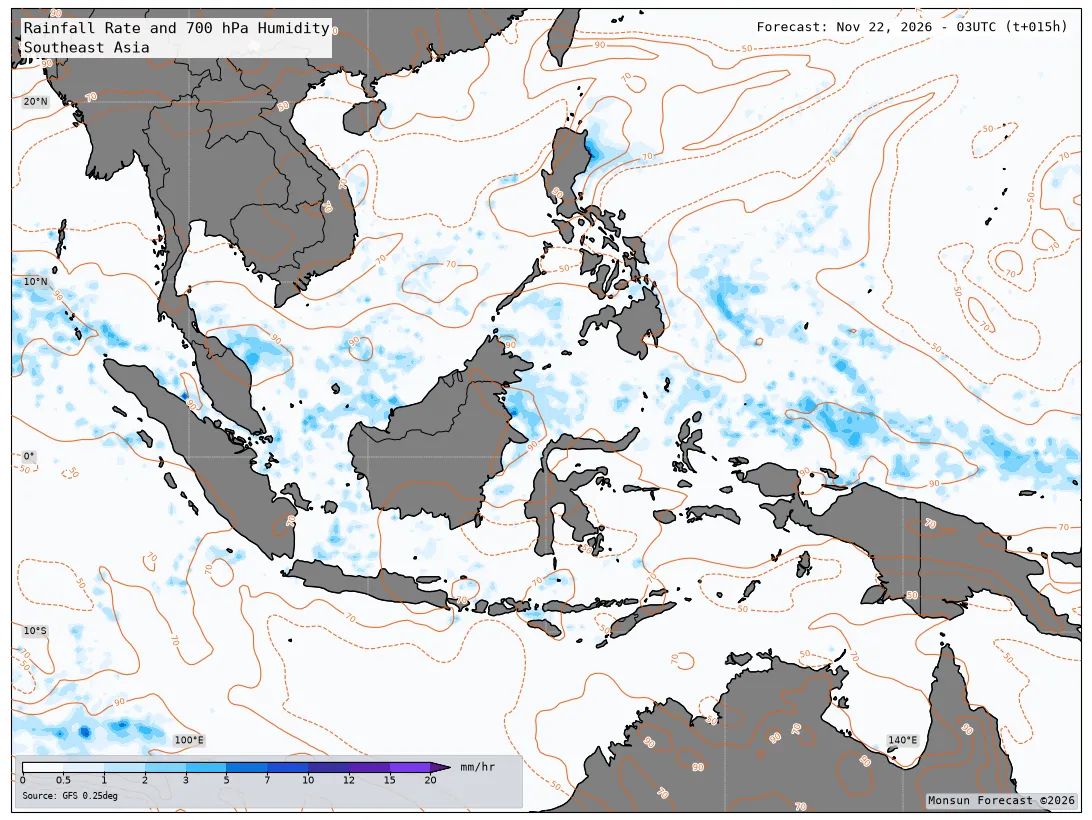 Rainfall Rate and 700 hPa Humidity
Southeast Asia
Forecast: Nov 22, 2026 - 03UTC (t+015h)
20°N
10°N
0°
10°S
100°E
140°E
mm/hr
0 0.5 1 2 3 5 7 10 12 15 20
Source: GFS 0.25deg
Monsun Forecast ©2026